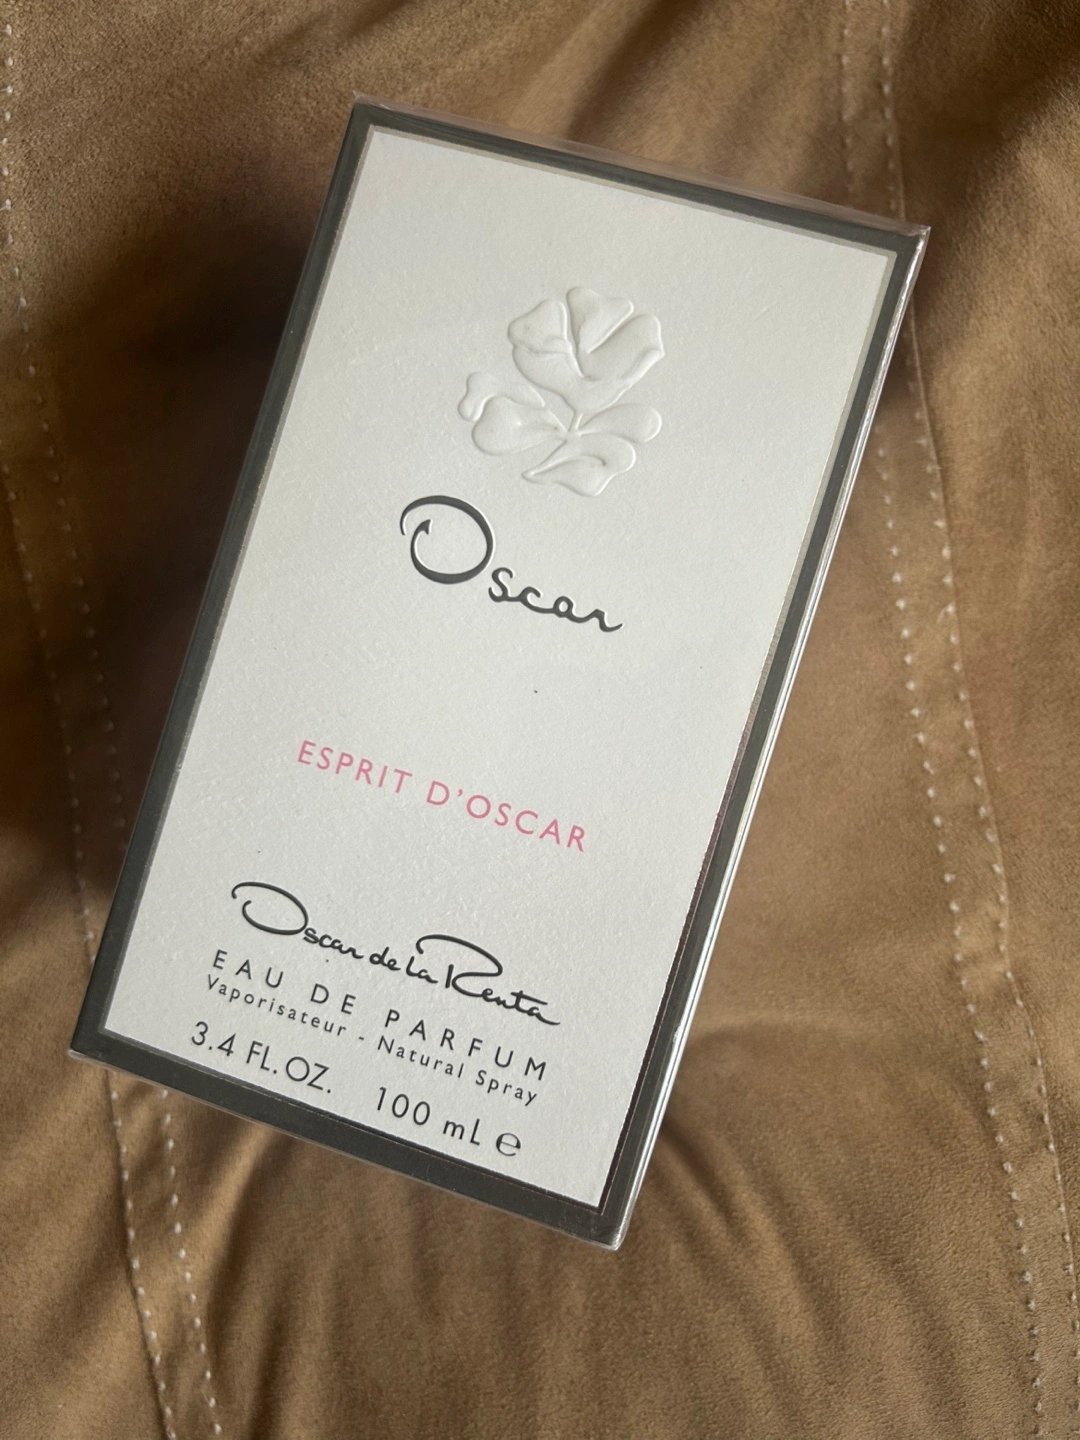 Oscar
ESPRIT D'OSCAR
Oscar de la Renta
EAU DE PARFUM
Vaporisateur - Natural Spray
3.4 FL. OZ. 100 mL ℮